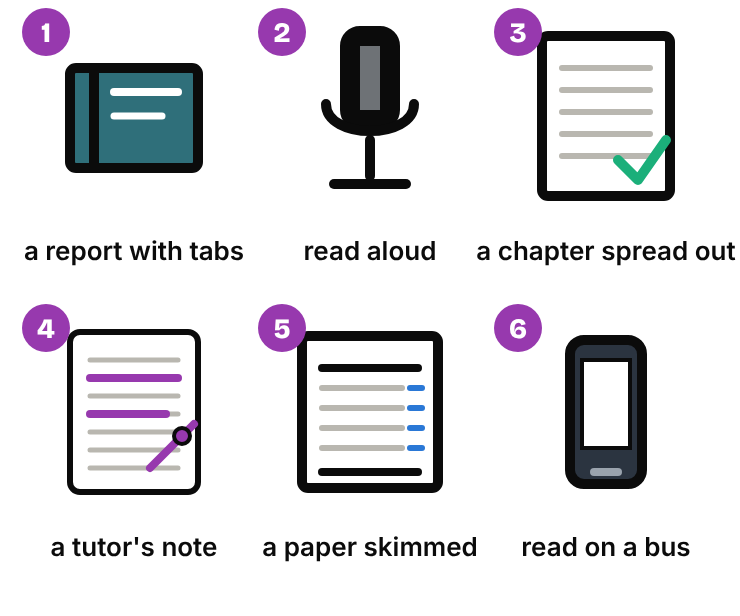 1
2
3
a report with tabs
read aloud
a chapter spread out
4
5
6
a tutor's note
a paper skimmed
read on a bus